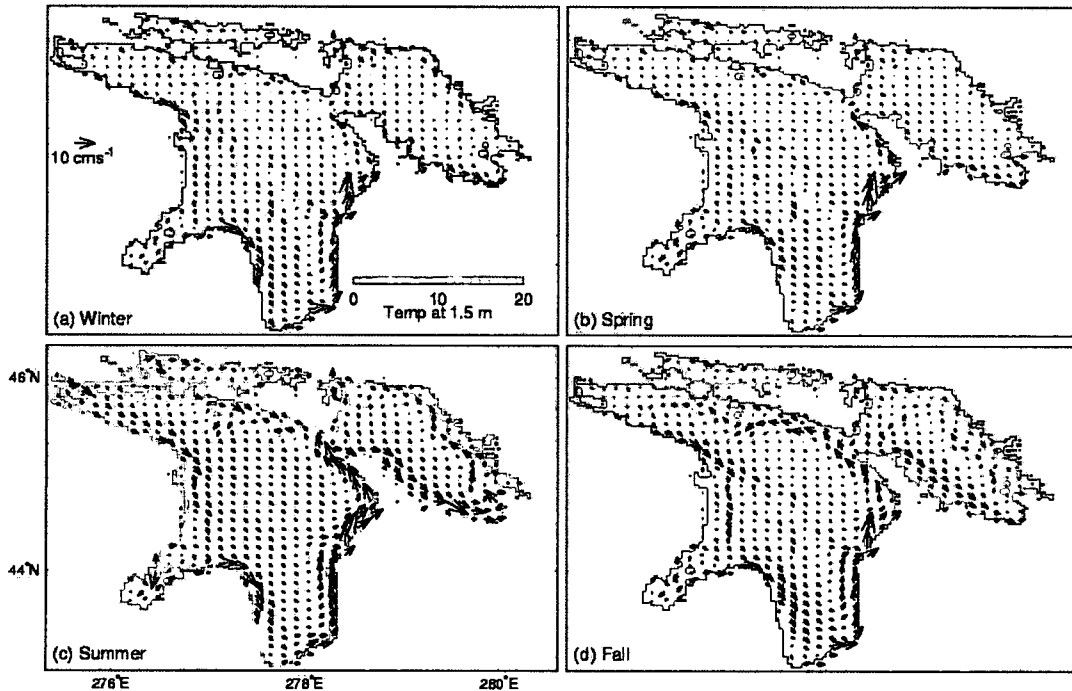 10 cms⁻¹
0 10 20
Temp at 1.5 m
(a) Winter
(b) Spring
46°N
44°N
(c) Summer
(d) Fall
276°E 278°E 280°E